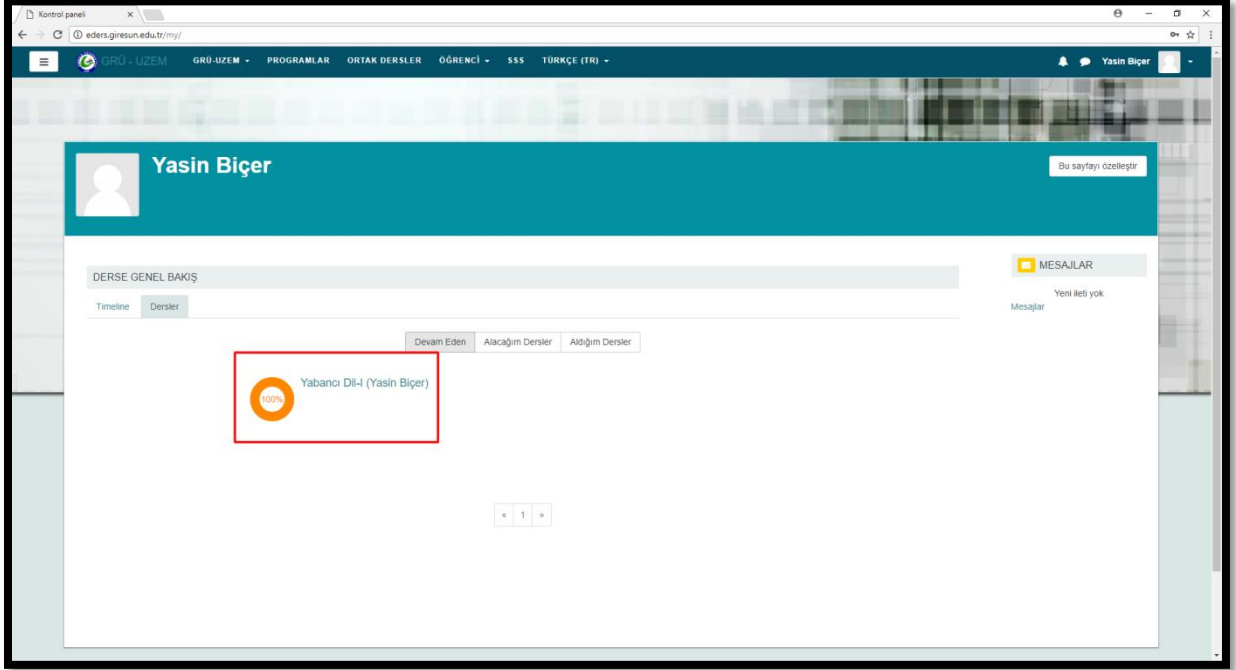 Kontrol paneli
eders.giresun.edu.tr/my/
GRÜ - UZEM GRÜ-UZEM PROGRAMLAR ORTAK DERSLER ÖĞRENCİ SSS TÜRKÇE (TR) Yasin Biçer
Yasin Biçer
Bu sayfayı özelleştir
DERSE GENEL BAKIŞ
Timeline Dersler
Devam Eden Alacağım Dersler Aldığım Dersler
Yabancı Dil-I (Yasin Biçer)
100%
« 1 »
MESAJLAR
Yeni ileti yok
Mesajlar